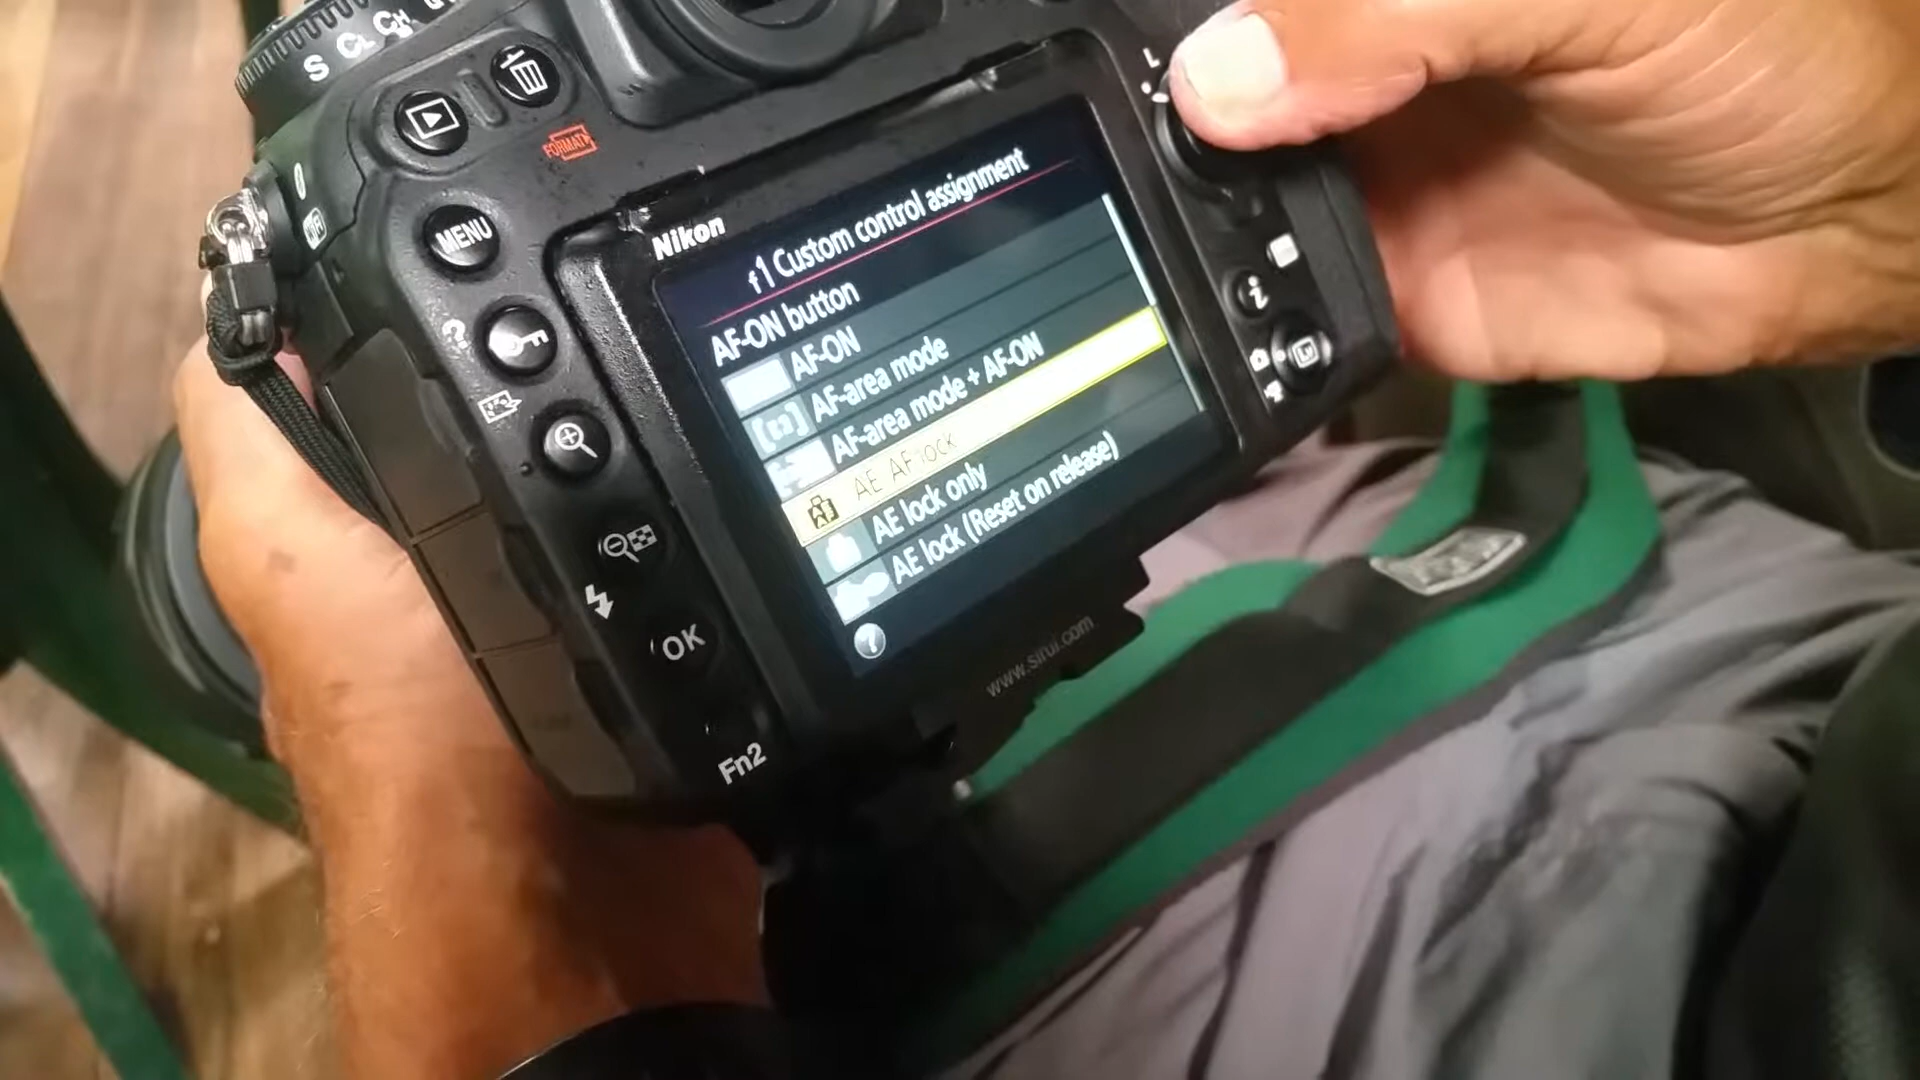 S CL CH
FORMAT
MENU
?
Nikon
f1 Custom control assignment
AF-ON button
AF-ON
AF-area mode
AF-area mode + AF-ON
AE AF lock
AE lock only
AE lock (Reset on release)
?
OK
Fn2
www.sirui.com
L
i
Lv